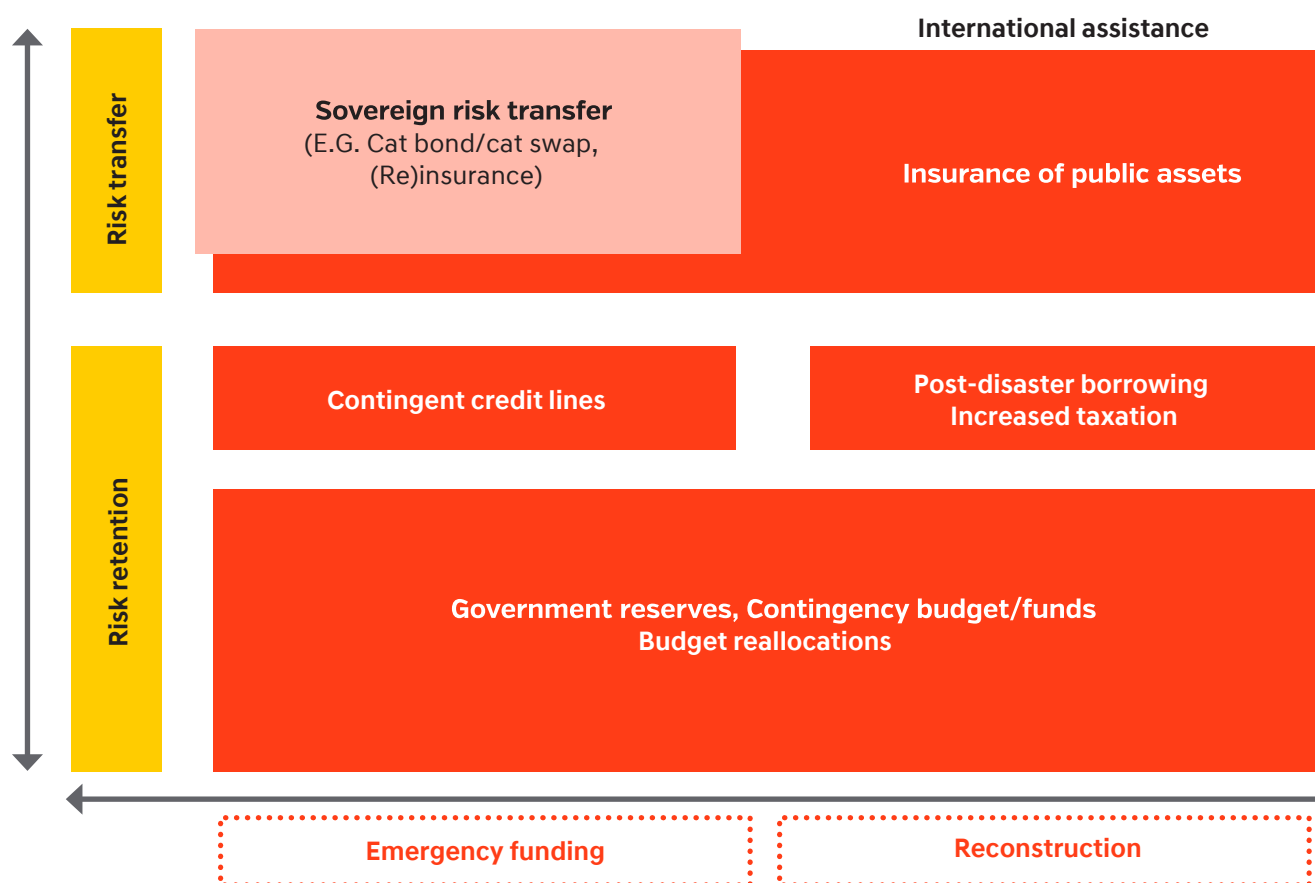 International assistance
Risk transfer
Sovereign risk transfer
(E.G. Cat bond/cat swap,
(Re)insurance)
Insurance of public assets
Risk retention
Contingent credit lines
Post-disaster borrowing
Increased taxation
Government reserves, Contingency budget/funds
Budget reallocations
Emergency funding
Reconstruction